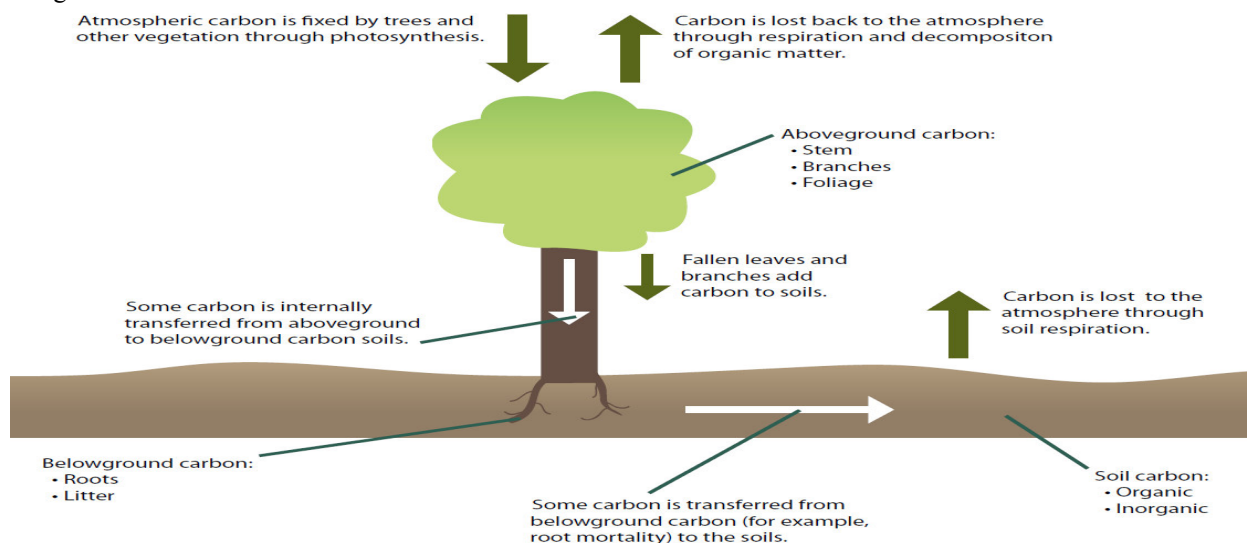 Atmospheric carbon is fixed by trees and
other vegetation through photosynthesis.
Carbon is lost back to the atmosphere
through respiration and decompositon
of organic matter.
Aboveground carbon:
• Stem
• Branches
• Foliage
Fallen leaves and
branches add
carbon to soils.
Some carbon is internally
transferred from aboveground
to belowground carbon soils.
Carbon is lost to the
atmosphere through
soil respiration.
Belowground carbon:
• Roots
• Litter
Some carbon is transferred from
belowground carbon (for example,
root mortality) to the soils.
Soil carbon:
• Organic
• Inorganic